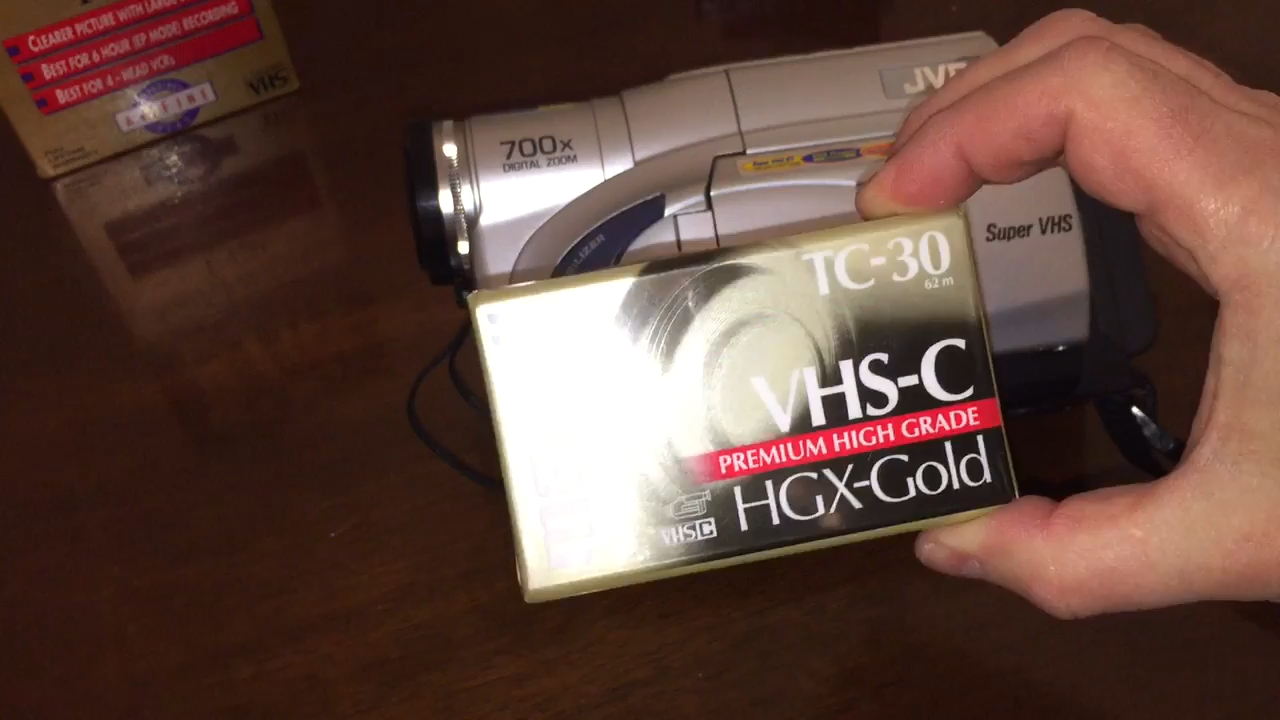 CLEARER PICTURE WITH LARGE
BEST FOR 6 HOUR (EP MODE) RECORDING
BEST FOR 4-HEAD VCRs
VHS
700x
DIGITAL ZOOM
JVC
Super VHS
TC-30
62 m
VHS-C
PREMIUM HIGH GRADE
HGX-Gold
VHSC